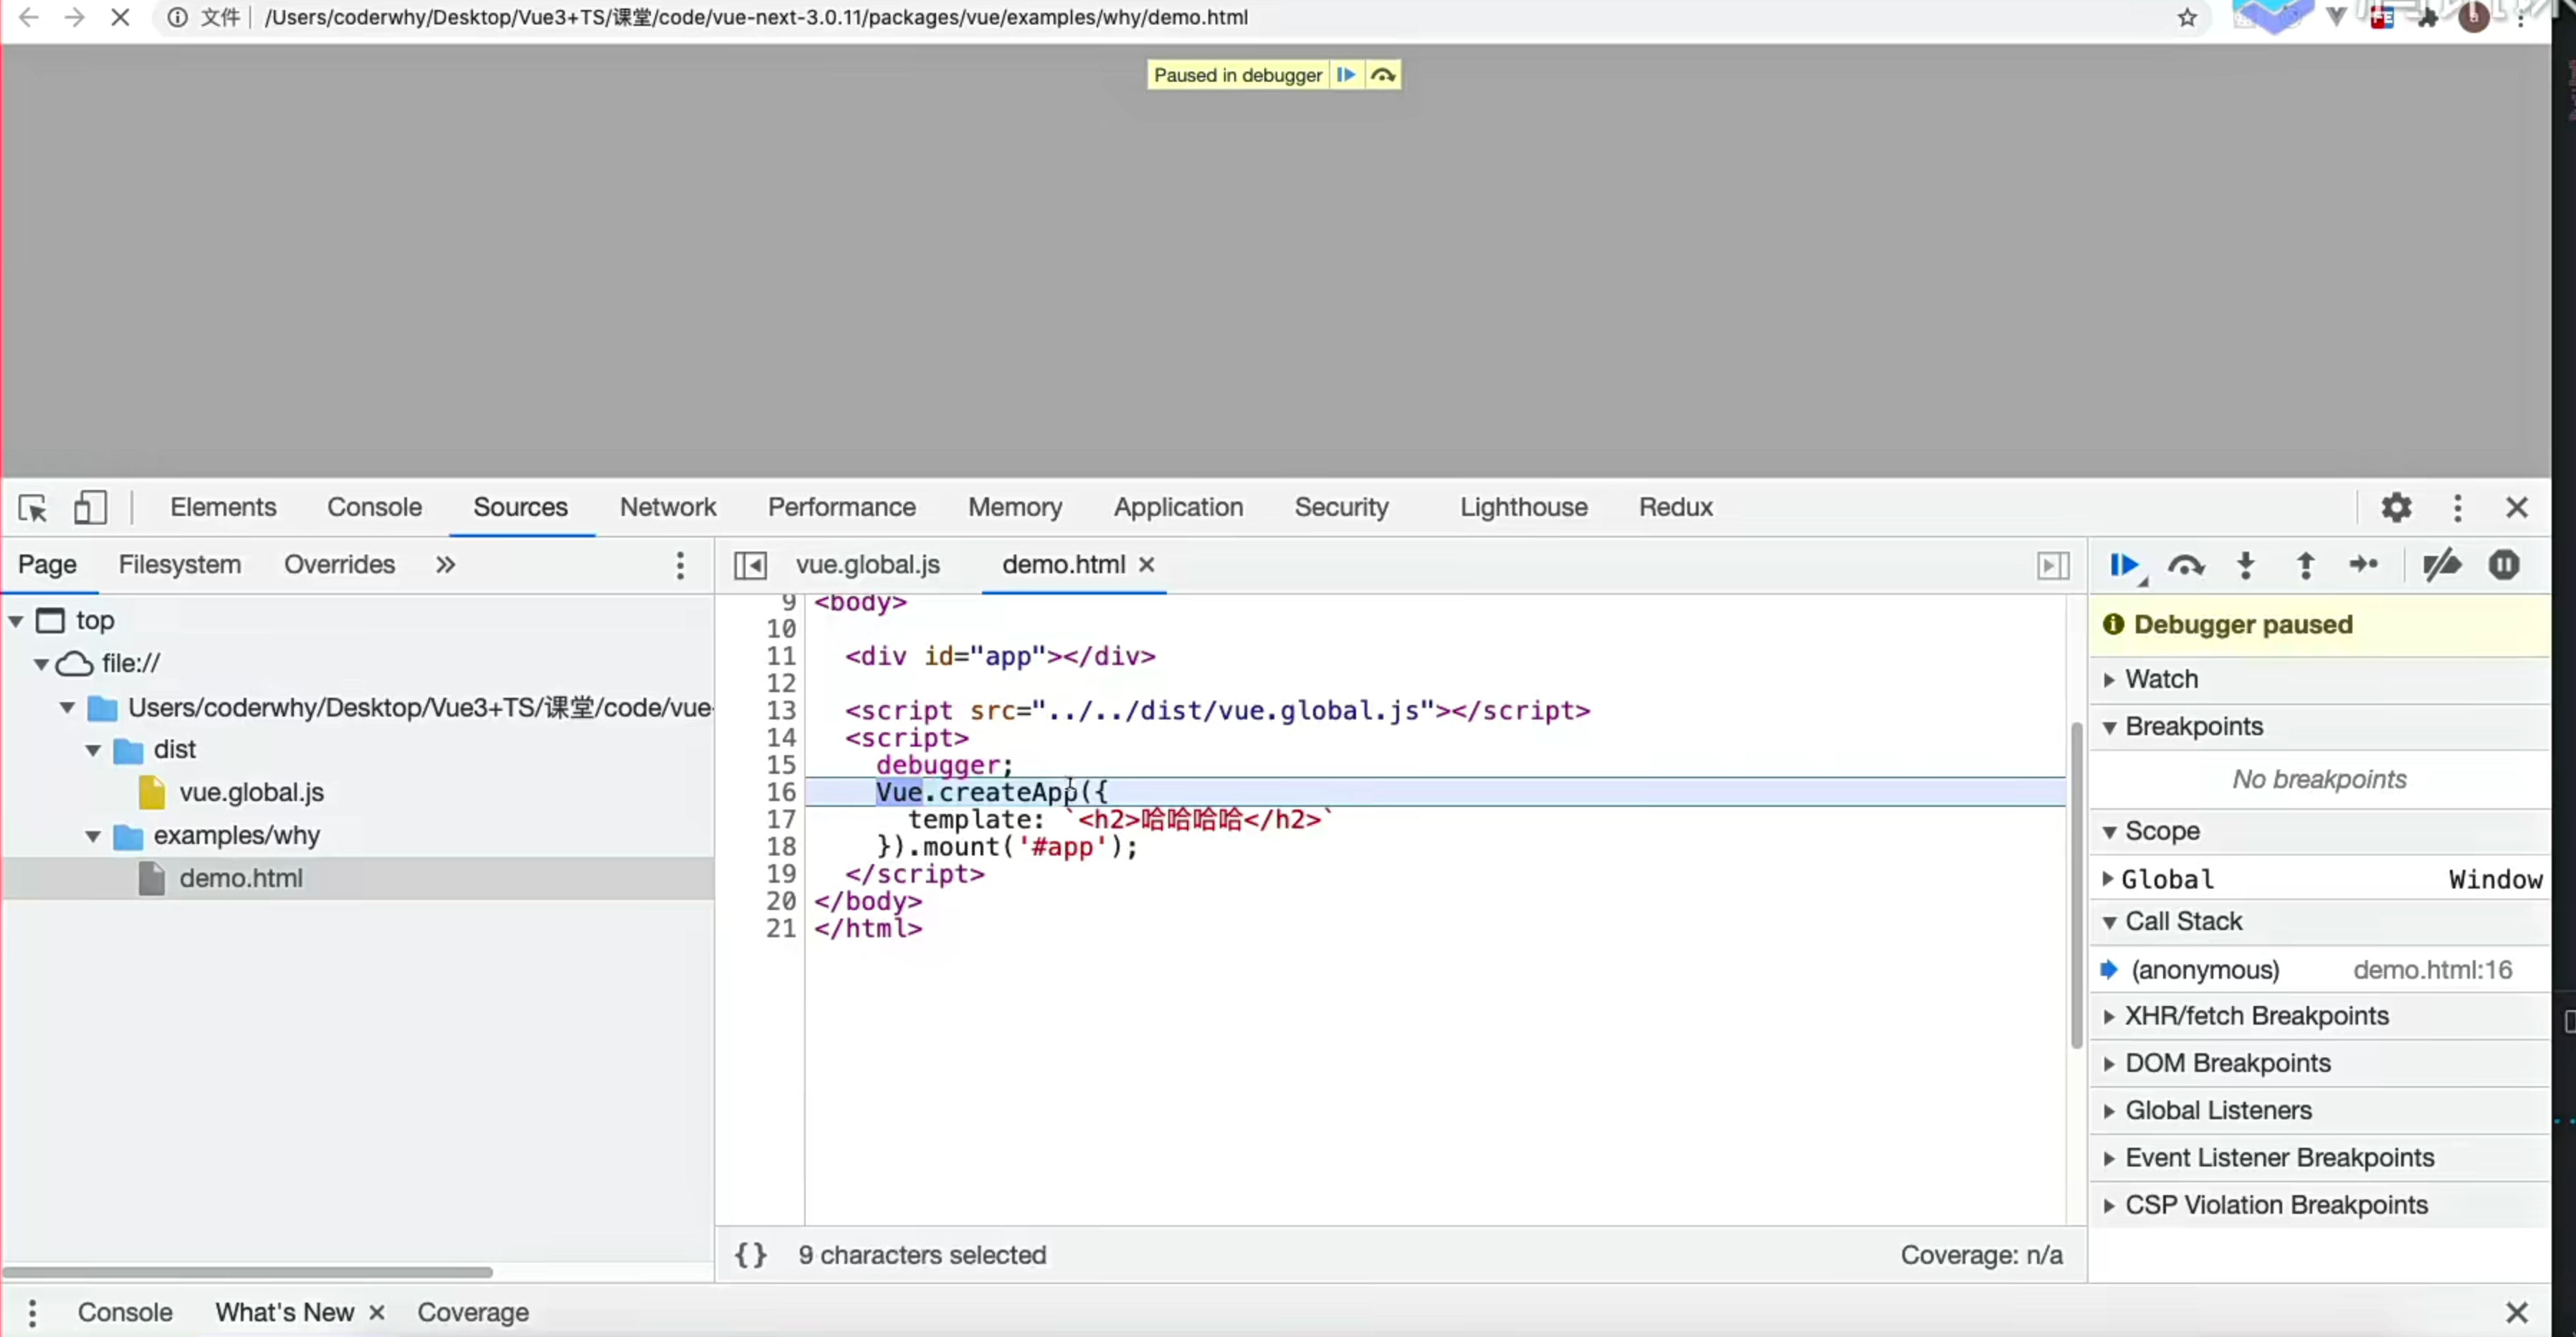 文件 /Users/coderwhy/Desktop/Vue3+TS/课堂/code/vue-next-3.0.11/packages/vue/examples/why/demo.html
Paused in debugger
Elements Console Sources Network Performance Memory Application Security Lighthouse Redux
Page Filesystem Overrides »
top
file://
Users/coderwhy/Desktop/Vue3+TS/课堂/code/vue-
dist
vue.global.js
examples/why
demo.html
vue.global.js demo.html ×
9 <body>
10
11 <div id="app"></div>
12
13 <script src="../../dist/vue.global.js"></script>
14 <script>
15 debugger;
16 Vue.createApp({
17 template: `<h2>哈哈哈哈</h2>`
18 }).mount('#app');
19 </script>
20 </body>
21 </html>
{} 9 characters selected Coverage: n/a
Debugger paused
Watch
Breakpoints
No breakpoints
Scope
Global Window
Call Stack
(anonymous) demo.html:16
XHR/fetch Breakpoints
DOM Breakpoints
Global Listeners
Event Listener Breakpoints
CSP Violation Breakpoints
Console What's New × Coverage